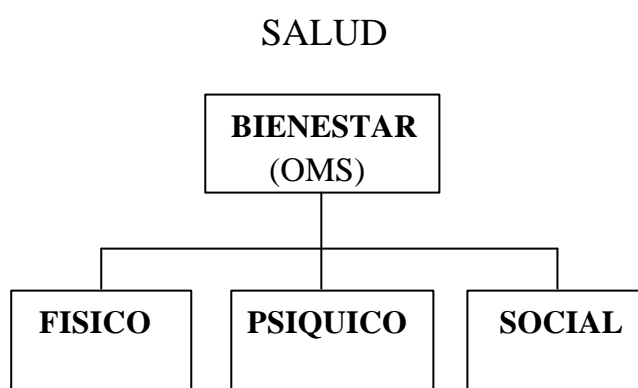 SALUD
BIENESTAR
(OMS)
FISICO
PSIQUICO
SOCIAL